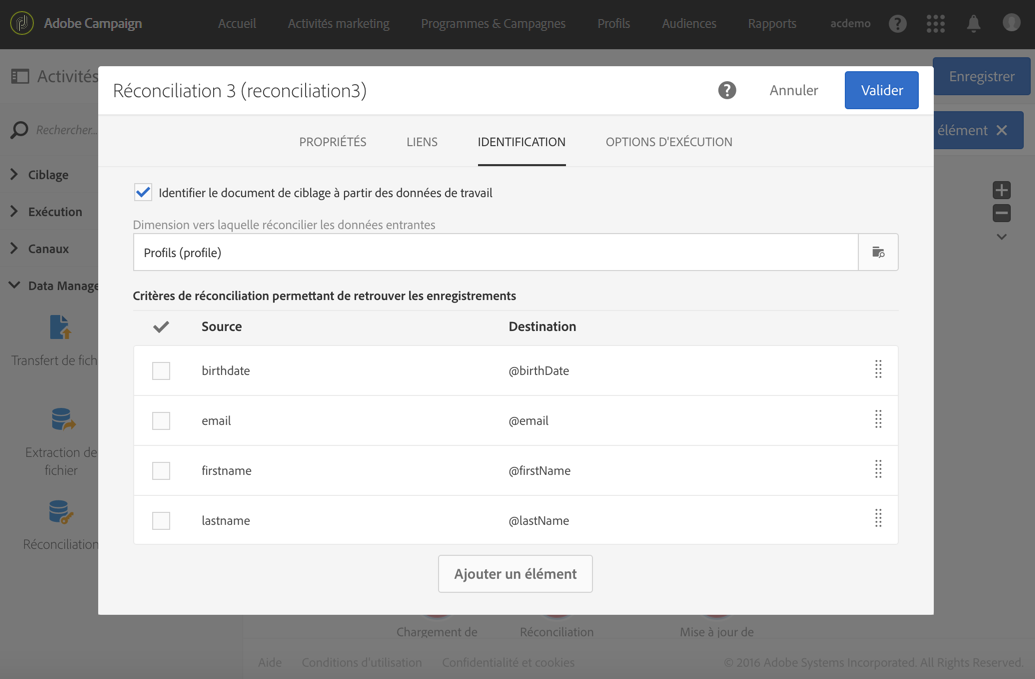 Adobe Campaign
Accueil
Activités marketing
Programmes & Campagnes
Profils
Audiences
Rapports
acdemo
?
Activités
Enregistrer
Réconciliation 3 (reconciliation3)
?
Annuler
Valider
Rechercher...
élément
PROPRIÉTÉS
LIENS
IDENTIFICATION
OPTIONS D'EXÉCUTION
Ciblage
Exécution
Canaux
Data Manage
Transfert de fich
Extraction de
fichier
Réconciliation
Identifier le document de ciblage à partir des données de travail
Dimension vers laquelle réconcilier les données entrantes
Profils (profile)
Critères de réconciliation permettant de retrouver les enregistrements
Source Destination
birthdate @birthDate
email @email
firstname @firstName
lastname @lastName
Ajouter un élément
Chargement de
Réconciliation
Mise à jour de
Aide
Conditions d'utilisation
Confidentialité et cookies
© 2016 Adobe Systems Incorporated. All Rights Reserved.